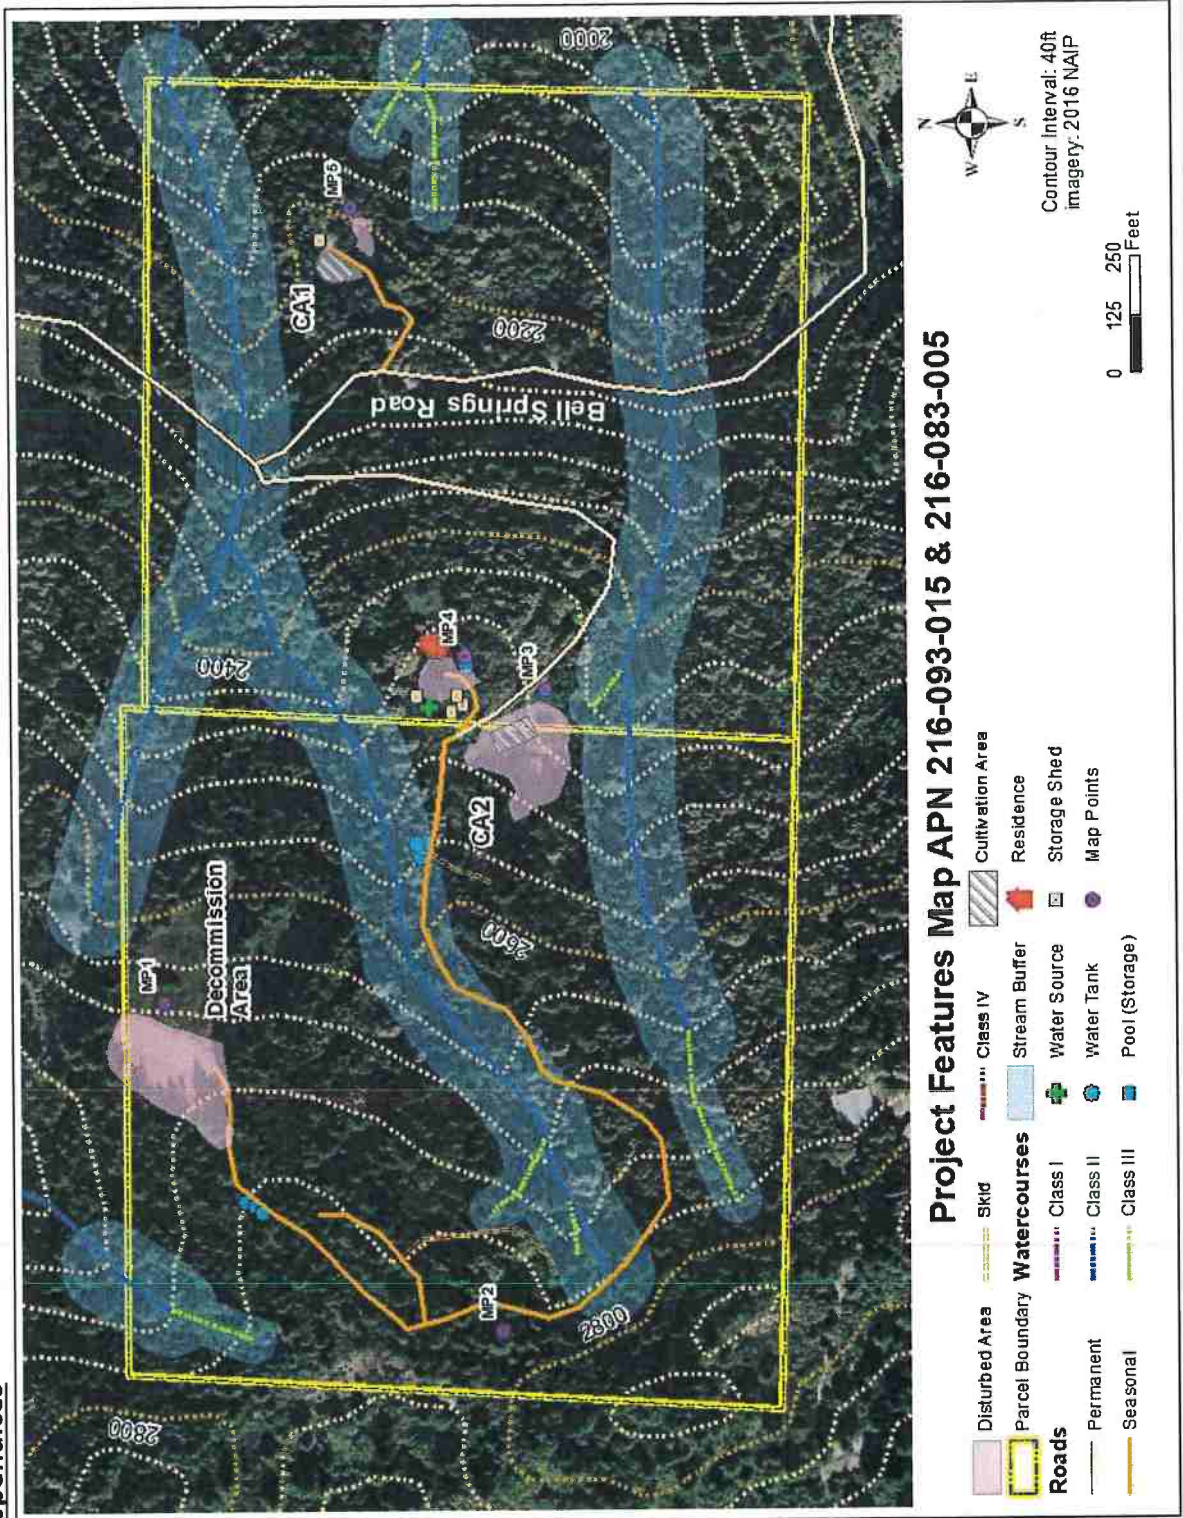 2800
2800
MP2
MP1
Decommission
Area
2600
CA2
2400
MP3
MP4
Bell Springs Road
CA1
2200
MP5
2000
Project Features Map APN 216-093-015 & 216-083-005
Disturbed Area
Parcel Boundary
Roads
Permanent
Seasonal
Skid
Watercourses
Class I
Class II
Class III
Class IV
Stream Buffer
Water Source
Water Tank
Pool (Storage)
Cultivation Area
Residence
Storage Shed
Map Points
0 125 250
Feet
N
W E
S
Contour Interval: 40ft
imagery: 2016 NAIP